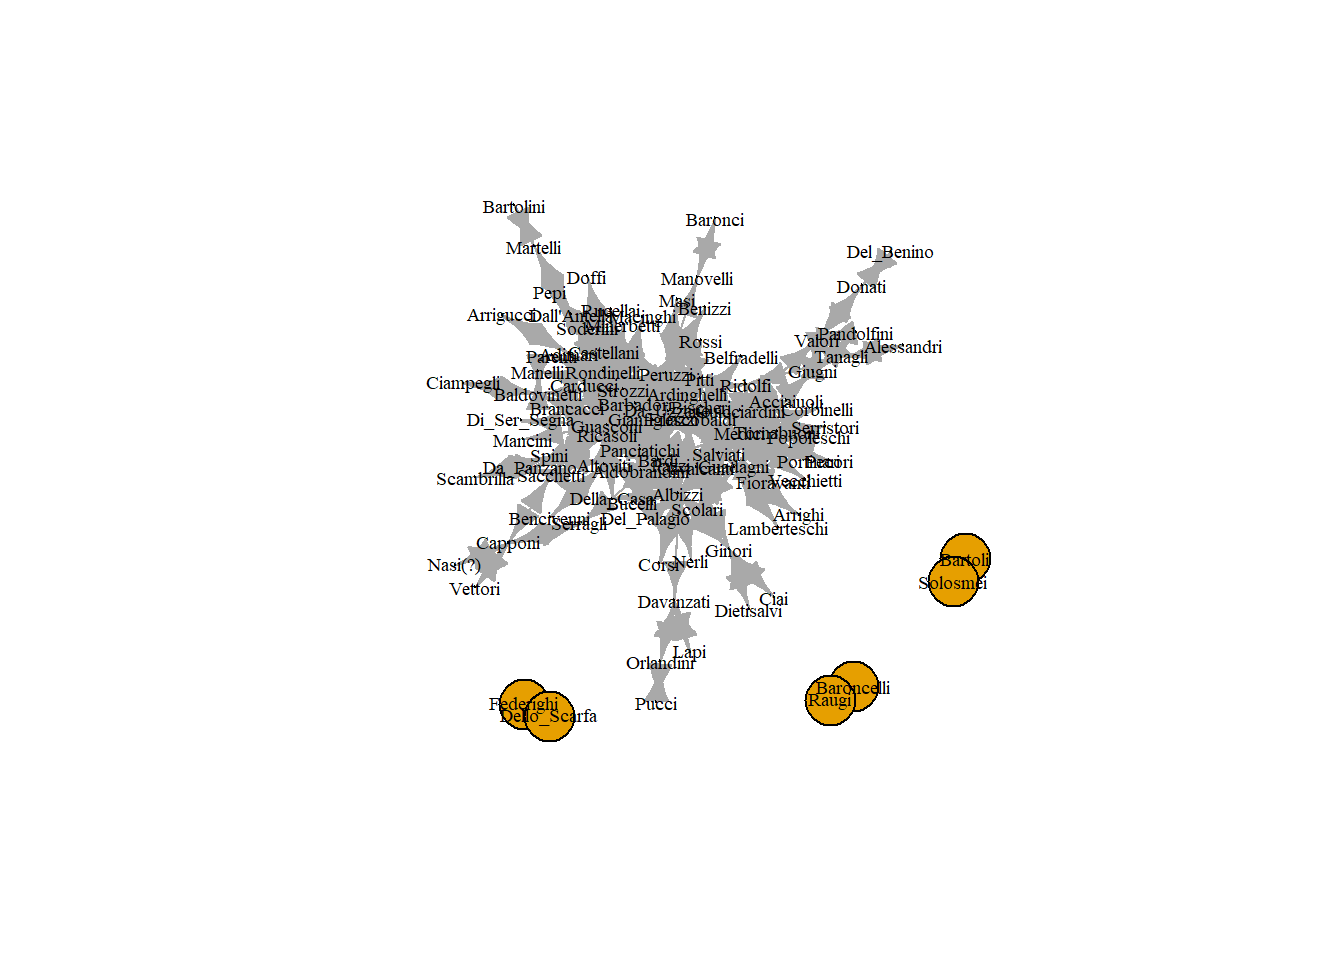 Bartolini
Baronci
Martelli
Del_Benino
Doffi
Manovelli
Donati
Pepi
Masi
Benizzi
Rucellai
Arrigucci
Dall'Antella
Macinghi
Minerbetti
Soderini
Pandolfini
Valori
Rossi
Alessandri
Castellani
Parenti
Belfradelli
Tanagli
Manelli
Rondinelli
Peruzzi
Pitti
Giugni
Ciampegli
Carducci
Ridolfi
Baldovinetti
Strozzi
Ardinghelli
Acciaiuoli
Brancacci
Barbadori
Corbinelli
Di_Ser_Segna
Guasconi
Serristori
Mancini
Ricasoli
Popoleschi
Panciatichi
Spini
Salviati
Da_Panzano
Altoviti
Bardi
Guadagni
Scambrilla
Sacchetti
Aldobrandini
Fioravanti
Vecchietti
Della_Casa
Albizzi
Bucelli
Scolari
Arrighi
Bencivenni
Serragli
Del_Palagio
Lamberteschi
Capponi
Ginori
Nasi(?)
Corsi
Nerli
Bartoli
Vettori
Solosmei
Davanzati
Ciai
Dietisalvi
Lapi
Orlandini
Baroncelli
Federighi
Pucci
Raugi
Dello_Scarfa